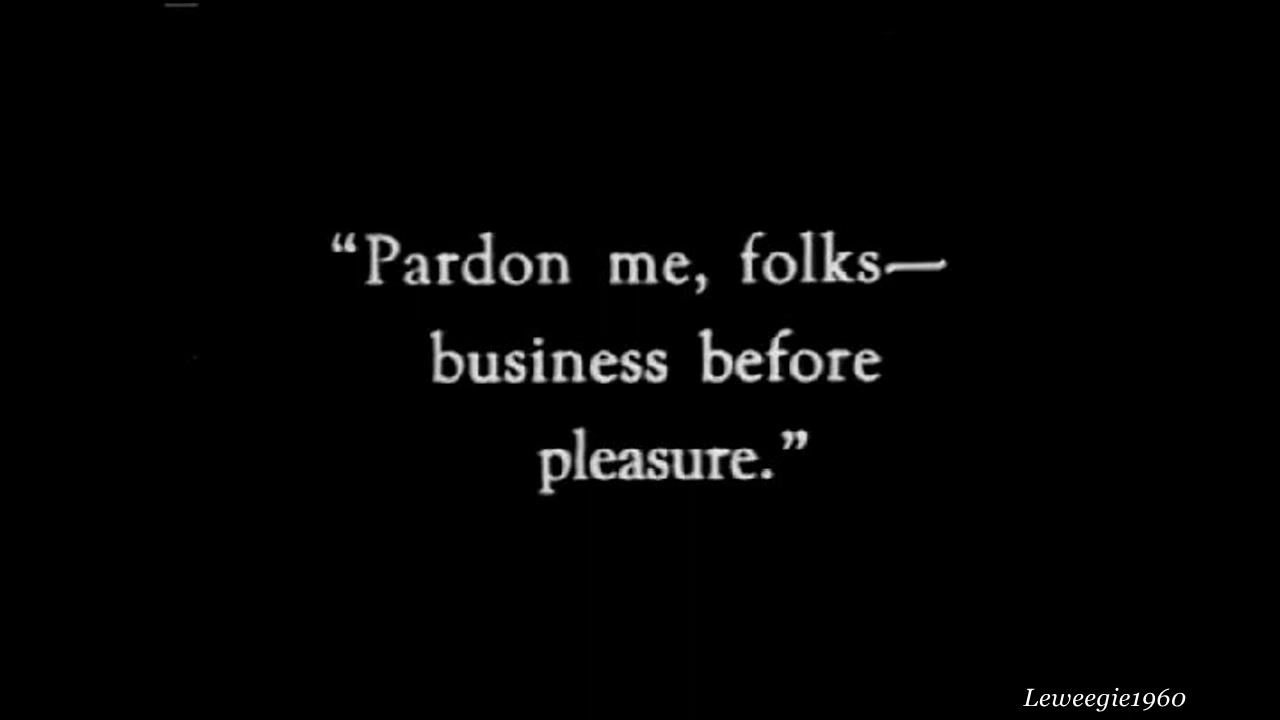 “Pardon me, folks—
business before
pleasure.”
Leweegie1960